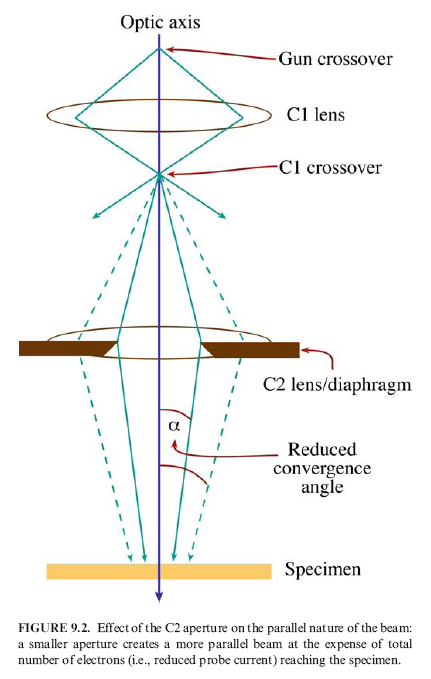 Optic axis
Gun crossover
C1 lens
C1 crossover
C2 lens/diaphragm
α
Reduced
convergence
angle
Specimen
FIGURE 9.2. Effect of the C2 aperture on the parallel nature of the beam:
a smaller aperture creates a more parallel beam at the expense of total
number of electrons (i.e., reduced probe current) reaching the specimen.